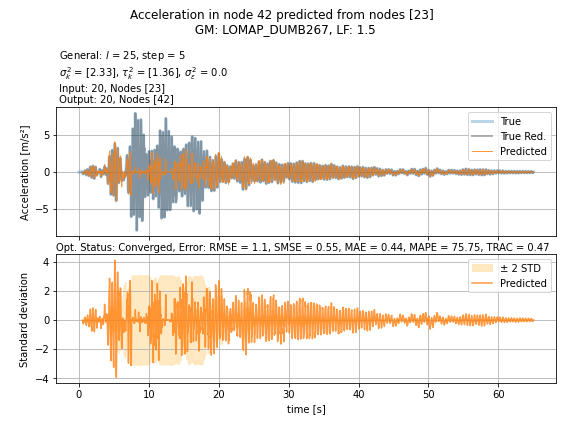 Acceleration in node 42 predicted from nodes [23]
GM: LOMAP_DUMB267, LF: 1.5
General: l = 25, step = 5
σ²ₖ = [2.33], τ²ₖ = [1.36], σ²ε = 0.0
Input: 20, Nodes [23]
Output: 20, Nodes [42]
Acceleration [m/s²]
5
0
−5
True
True Red.
Predicted
Opt. Status: Converged, Error: RMSE = 1.1, SMSE = 0.55, MAE = 0.44, MAPE = 75.75, TRAC = 0.47
Standard deviation
4
2
0
−2
−4
± 2 STD
Predicted
0 10 20 30 40 50 60
time [s]